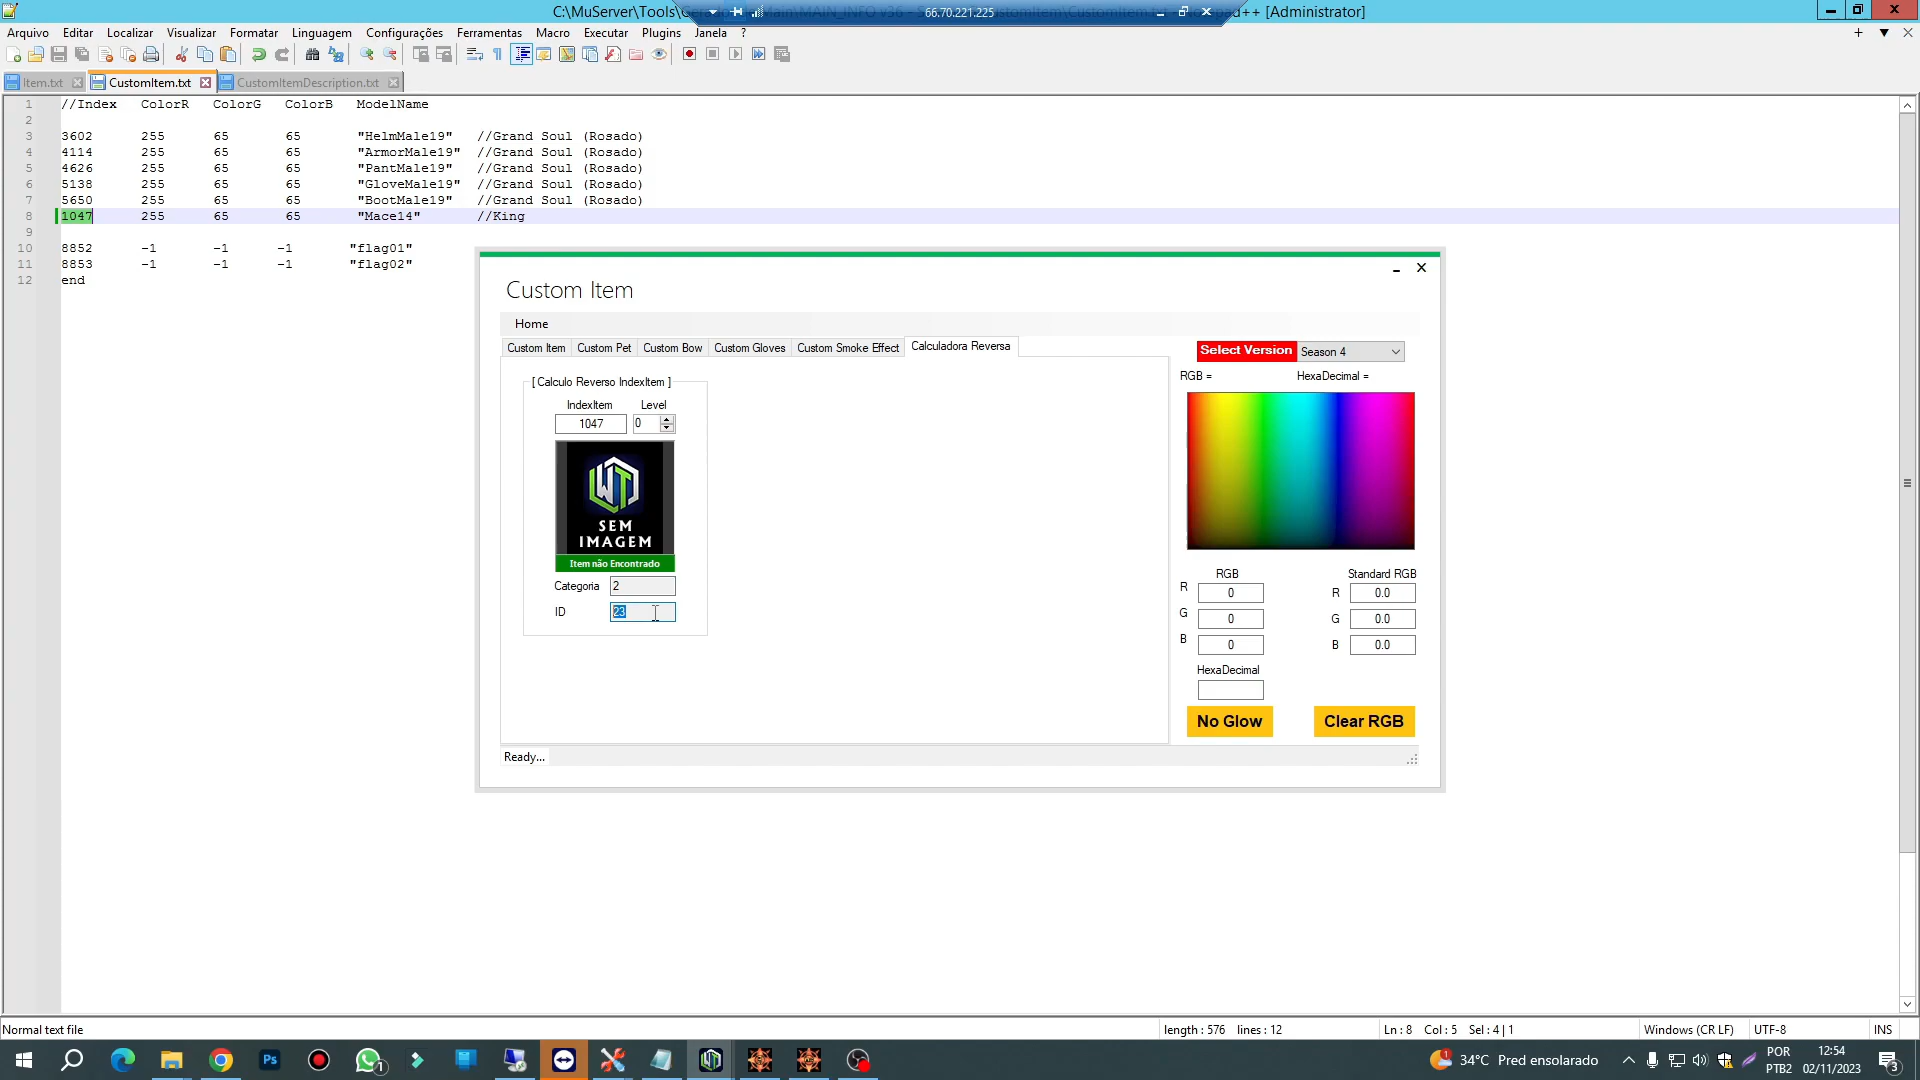 C:\MuServer\Tools\
66.70.221.225
[Administrator]
Arquivo Editar Localizar Visualizar Formatar Linguagem Configurações Ferramentas Macro Executar Plugins Janela ?
Item.txt CustomItem.txt CustomItemDescription.txt
1 //Index ColorR ColorG ColorB ModelName
2
3 3602 255 65 65 "HelmMale19" //Grand Soul (Rosado)
4 4114 255 65 65 "ArmorMale19" //Grand Soul (Rosado)
5 4626 255 65 65 "PantMale19" //Grand Soul (Rosado)
6 5138 255 65 65 "GloveMale19" //Grand Soul (Rosado)
7 5650 255 65 65 "BootMale19" //Grand Soul (Rosado)
8 1047 255 65 65 "Mace14" //King
9
10 8852 -1 -1 -1 "flag01"
11 8853 -1 -1 -1 "flag02"
12 end
Custom Item
Home
Custom Item Custom Pet Custom Bow Custom Gloves Custom Smoke Effect Calculadora Reversa
Select Version Season 4
RGB = HexaDecimal =
[ Calculo Reverso IndexItem ]
IndexItem Level
1047 0
WT
SEM
IMAGEM
Item não Encontrado
Categoria 2
ID 23
RGB Standard RGB
R 0 R 0.0
G 0 G 0.0
B 0 B 0.0
HexaDecimal
No Glow Clear RGB
Ready...
Normal text file length : 576 lines : 12 Ln : 8 Col : 5 Sel : 4 | 1 Windows (CR LF) UTF-8 INS
34°C Pred ensolarado
POR
PTB2
12:54
02/11/2023
3